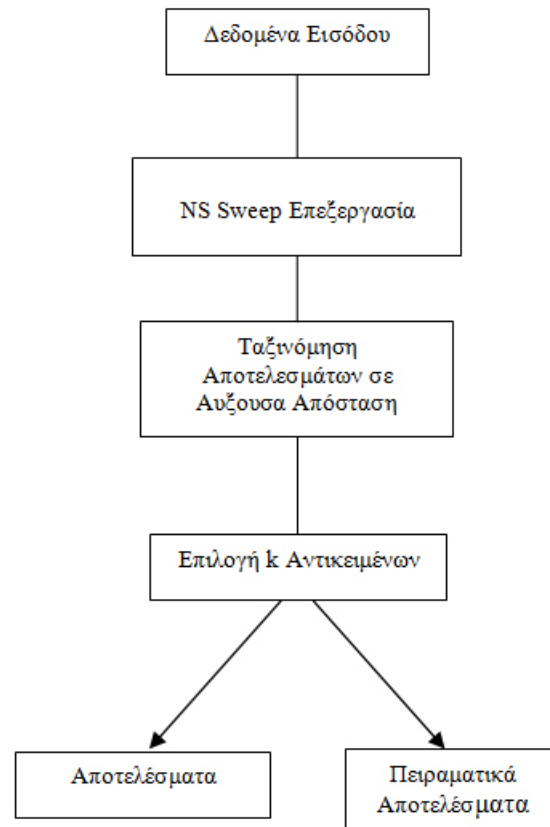 Δεδομένα Εισόδου
NS Sweep Επεξεργασία
Ταξινόμηση
Αποτελεσμάτων σε
Αυξουσα Απόσταση
Επιλογή k Αντικειμένων
Αποτελέσματα
Πειραματικά
Αποτελέσματα